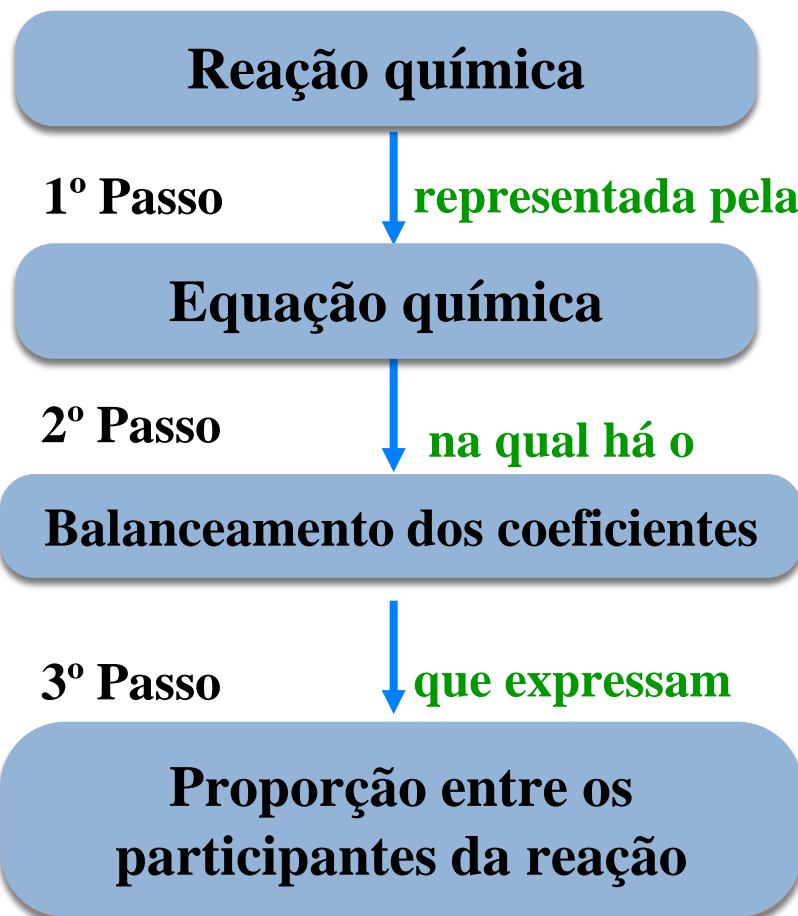 Reação química
1º Passo
representada pela
Equação química
2º Passo
na qual há o
Balanceamento dos coeficientes
3º Passo
que expressam
Proporção entre os
participantes da reação